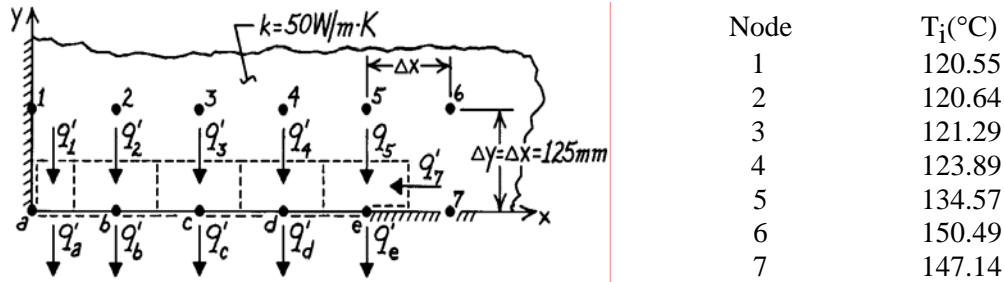 y
k=50W/m·K
Δx
1 2 3 4 5 6
q'1 q'2 q'3 q'4 q5
Δy=Δx=125mm
q'7
a b c d e 7 x
q'a q'b q'c q'd q'e
Node Ti(°C)
1 120.55
2 120.64
3 121.29
4 123.89
5 134.57
6 150.49
7 147.14